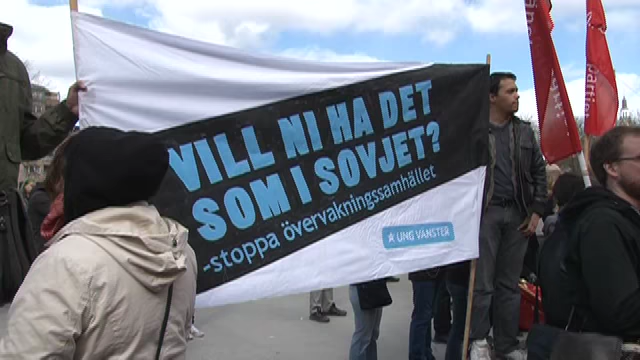 VILL NI HA DET
SOM I SOVJET?
-stoppa övervakningssamhället
UNG VÄNSTER